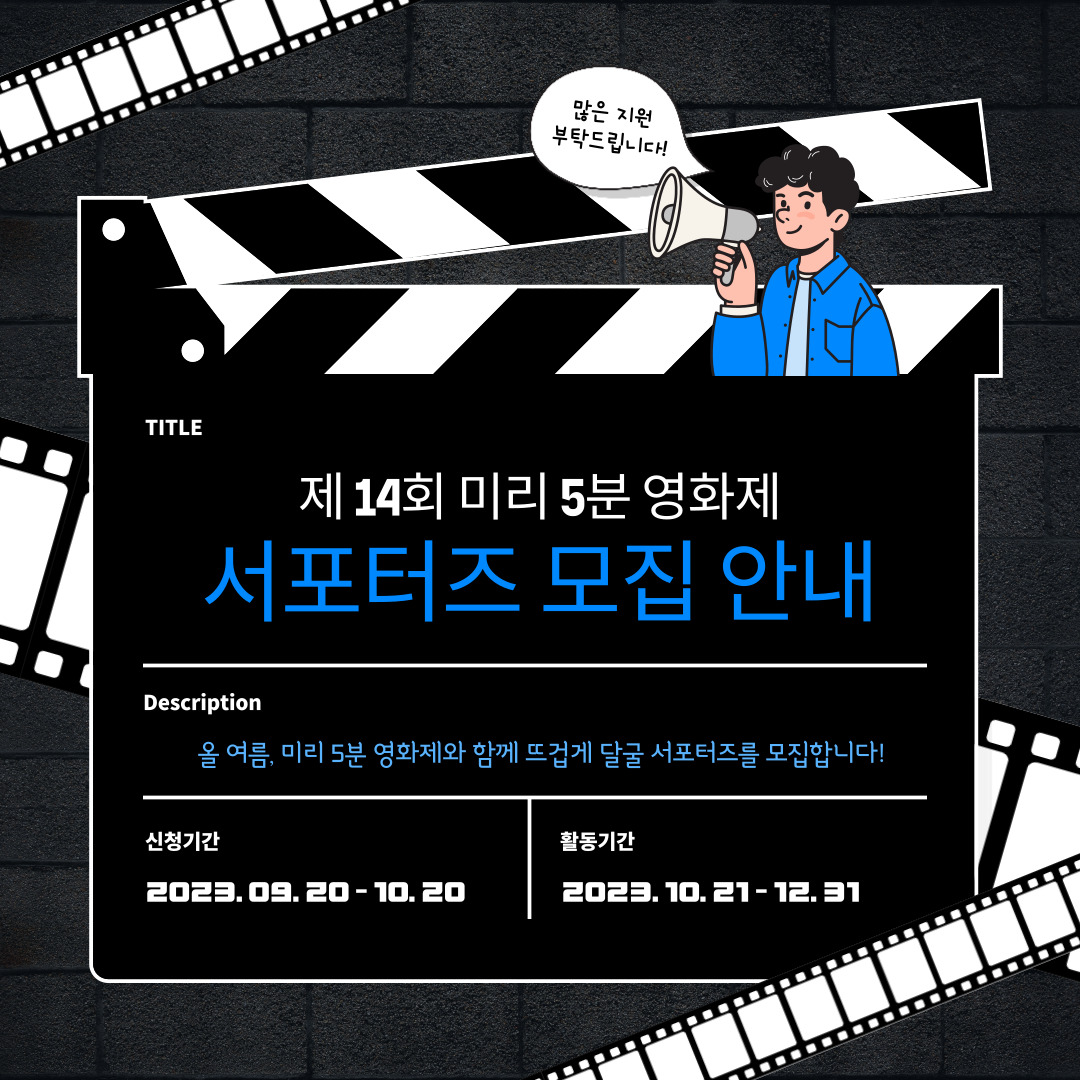 많은 지원
부탁드립니다!
TITLE
제 14회 미리 5분 영화제
서포터즈 모집 안내
Description
올 여름, 미리 5분 영화제와 함께 뜨겁게 달굴 서포터즈를 모집합니다!
신청기간
2023. 09. 20 - 10. 20
활동기간
2023. 10. 21 - 12. 31